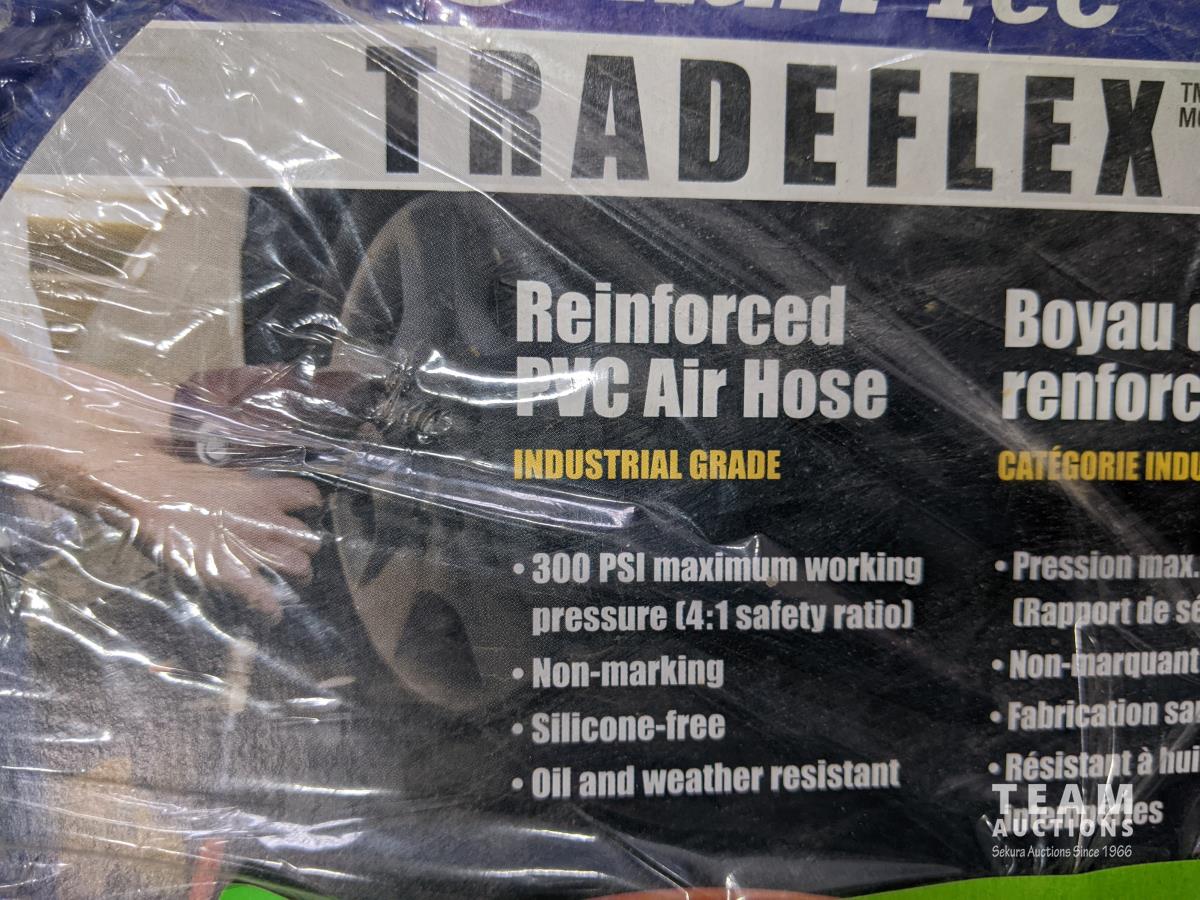 TRADEFLEX
TM
Reinforced
PVC Air Hose
INDUSTRIAL GRADE
• 300 PSI maximum working
pressure (4:1 safety ratio)
• Non-marking
• Silicone-free
• Oil and weather resistant
Boyau
renforc
CATÉGORIE INDU
• Pression max.
(Rapport de sé
• Non-marquant
• Fabrication sa
• Résistant à hui
TEAM
AUCTIONS
Sekura Auctions Since 1966